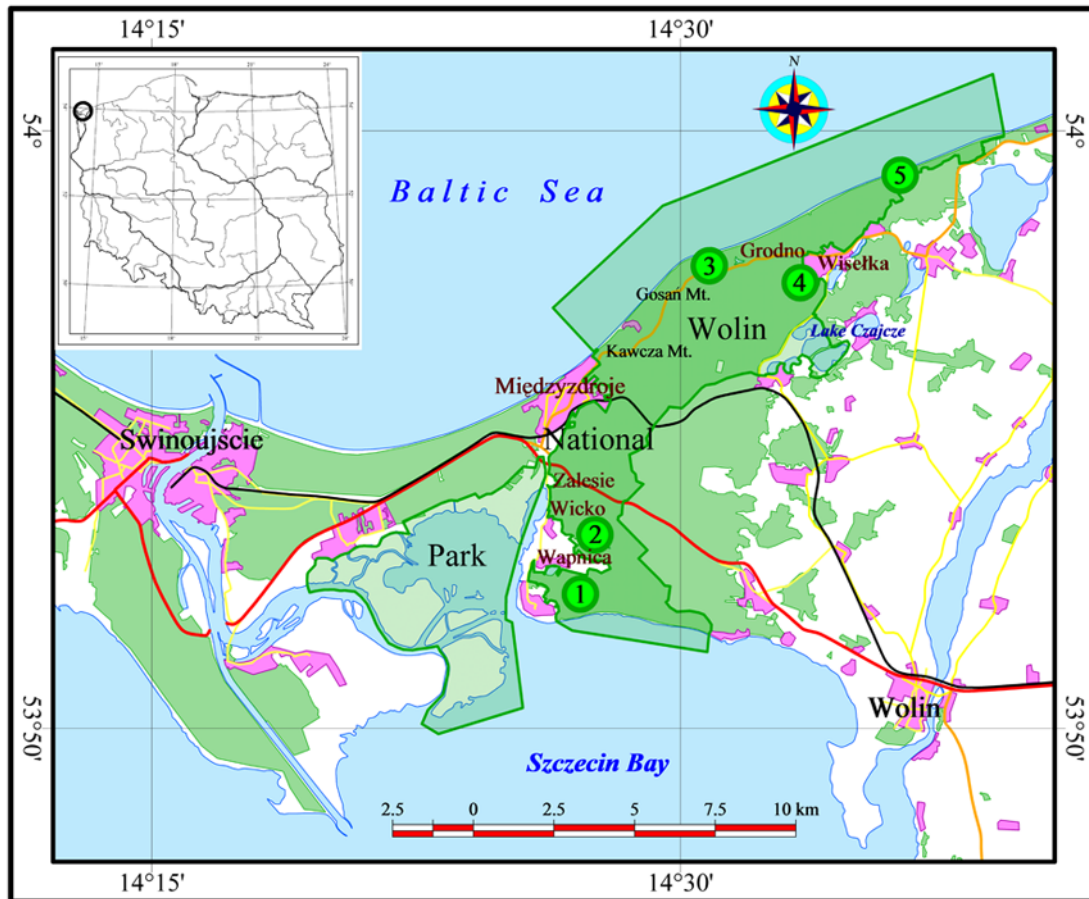 14°15'
14°30'
54°
54°
N
Baltic Sea
5
3
Grodno
Wisełka
4
Gosań Mt.
Wolin
Lake Czajcze
Kawcza Mt.
Międzyzdroje
Świnoujście
National
Zalesie
Wicko
2
Park
Wapnica
1
Wolin
53°50'
53°50'
Szczecin Bay
2.5 0 2.5 5 7.5 10 km
14°15'
14°30'